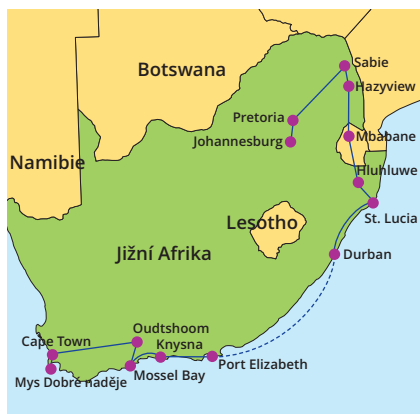 Sabie
Botswana
Hazyview
Pretoria
Mbabane
Johannesburg
Namibie
Hluhluwe
Lesotho
St. Lucia
Jižní Afrika
Durban
Oudtshoorn
Cape Town
Knysna
Port Elizabeth
Mossel Bay
Mys Dobré naděje